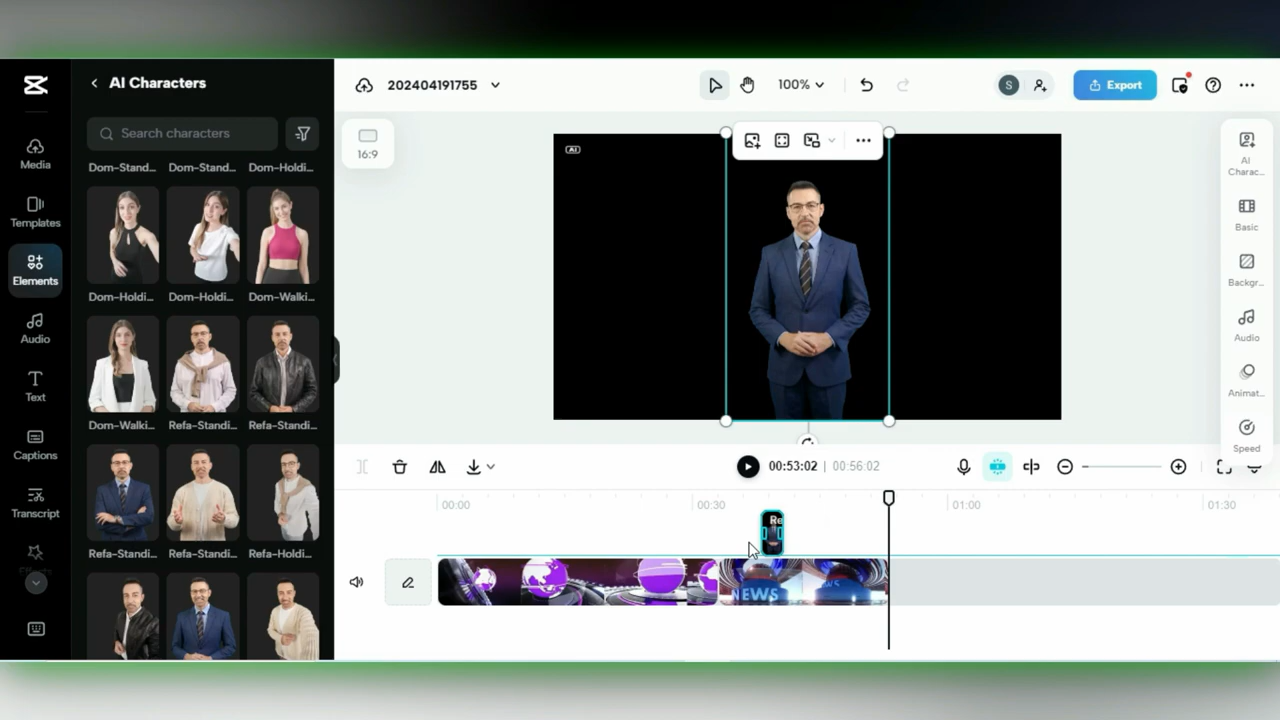 AI Characters
Search characters
Dom-Stand...
Dom-Stand...
Dom-Holdi...
Dom-Holdi...
Dom-Holdi...
Dom-Walki...
Dom-Walki...
Refa-Standi...
Refa-Standi...
Refa-Standi...
Refa-Standi...
Refa-Holdi...
Media
Templates
Elements
Audio
Text
Captions
Transcript
202404191755
100%
S
Export
16:9
AI
AI
Charac...
Basic
Backgr...
Audio
Animat...
Speed
00:53:02 | 00:56:02
00:00
00:30
01:00
01:30
Re
NEWS
WS